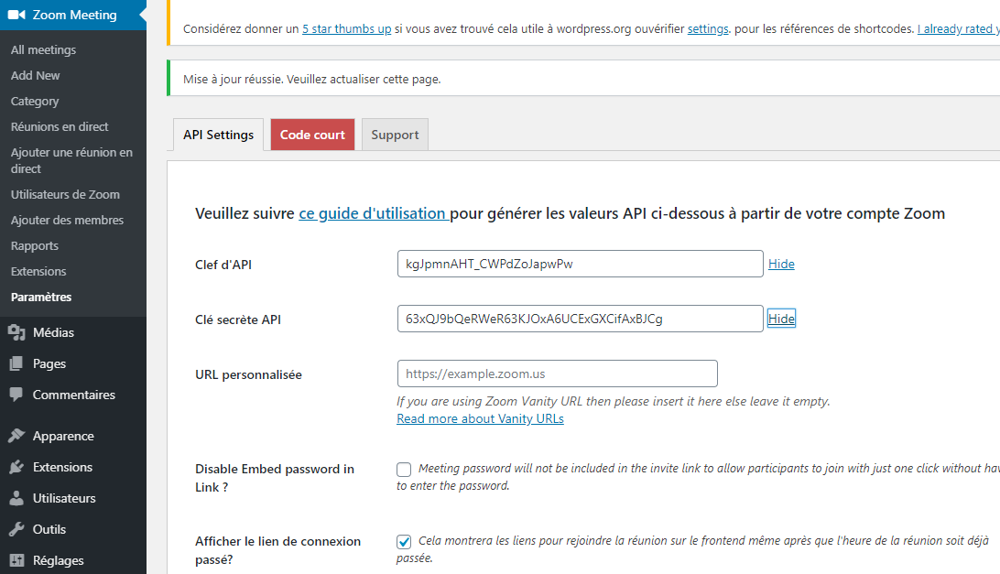 Zoom Meeting
All meetings
Add New
Category
Réunions en direct
Ajouter une réunion en
direct
Utilisateurs de Zoom
Ajouter des membres
Rapports
Extensions
Paramètres
Médias
Pages
Commentaires
Apparence
Extensions
Utilisateurs
Outils
Réglages
Considérez donner un 5 star thumbs up si vous avez trouvé cela utile à wordpress.org ouvérifier settings. pour les références de shortcodes. I already rated
Mise à jour réussie. Veuillez actualiser cette page.
API Settings
Code court
Support
Veuillez suivre ce guide d'utilisation pour générer les valeurs API ci-dessous à partir de votre compte Zoom
Clef d'API
kgJpmnAHT_CWPdZoJapwPw
Hide
Clé secrète API
63xQJ9bQeRWeR63KJOxA6UCExGXCifAxBJCg
Hide
URL personnalisée
https://example.zoom.us
If you are using Zoom Vanity URL then please insert it here else leave it empty.
Read more about Vanity URLs
Disable Embed password in
Link ?
Meeting password will not be included in the invite link to allow participants to join with just one click without
to enter the password.
Afficher le lien de connexion
passé?
Cela montrera les liens pour rejoindre la réunion sur le frontend même après que l'heure de la réunion soit déjà
passée.